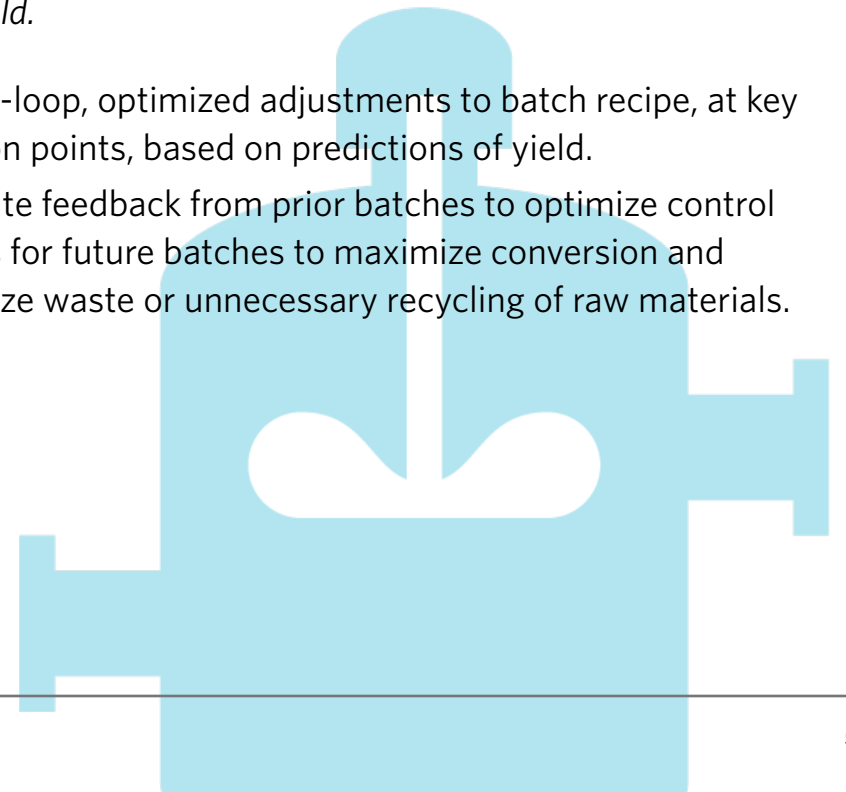 ld.
-loop, optimized adjustments to batch recipe, at key
n points, based on predictions of yield.
te feedback from prior batches to optimize control
for future batches to maximize conversion and
ze waste or unnecessary recycling of raw materials.